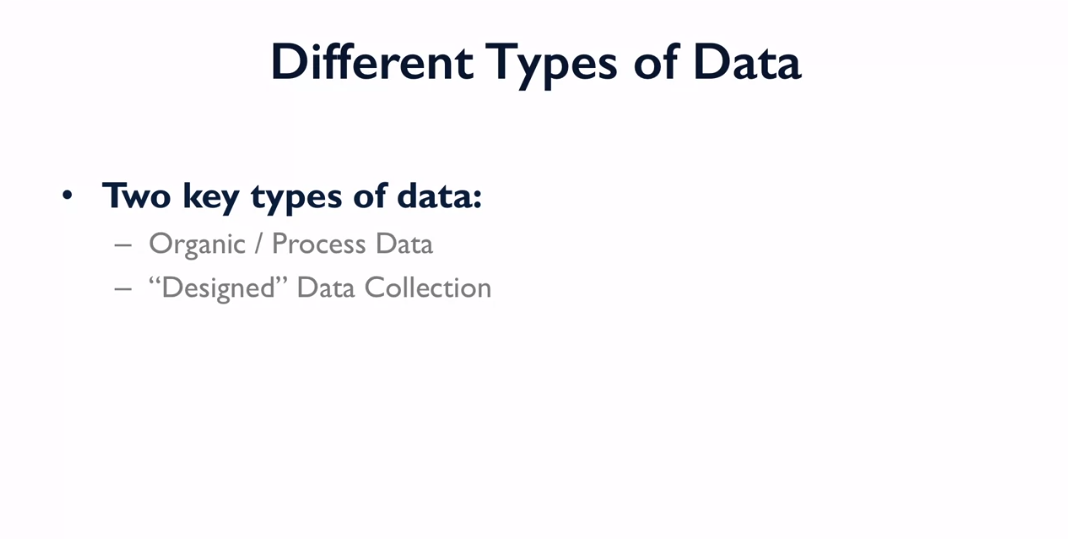 Different Types of Data
• Two key types of data:
– Organic / Process Data
– “Designed” Data Collection